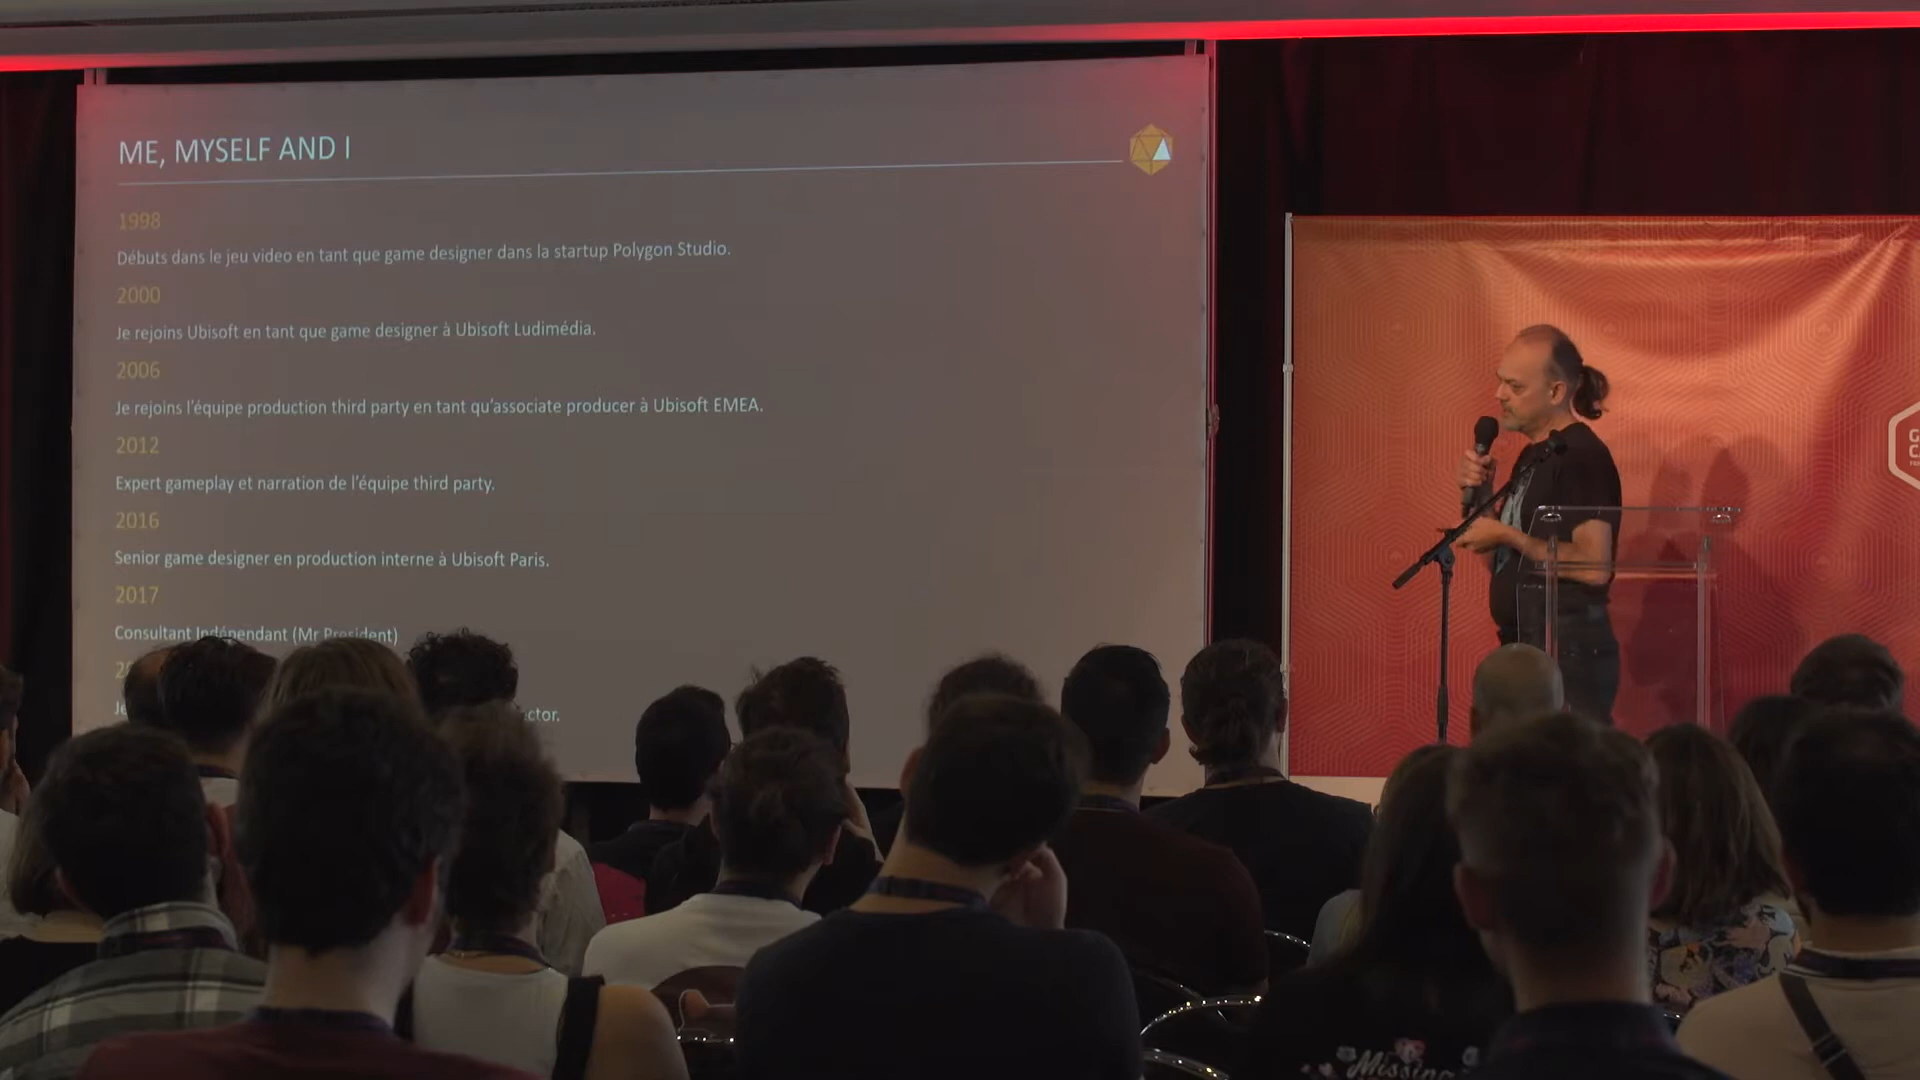 ME, MYSELF AND I
1998
Débuts dans le jeu video en tant que game designer dans la startup Polygon Studio.
2000
Je rejoins Ubisoft en tant que game designer à Ubisoft Ludimédia.
2006
Je rejoins l'équipe production third party en tant qu'associate producer à Ubisoft EMEA.
2012
Expert gameplay et narration de l'équipe third party.
2016
Senior game designer en production interne à Ubisoft Paris.
2017
Consultant Indépendant (Mr President)
Missing